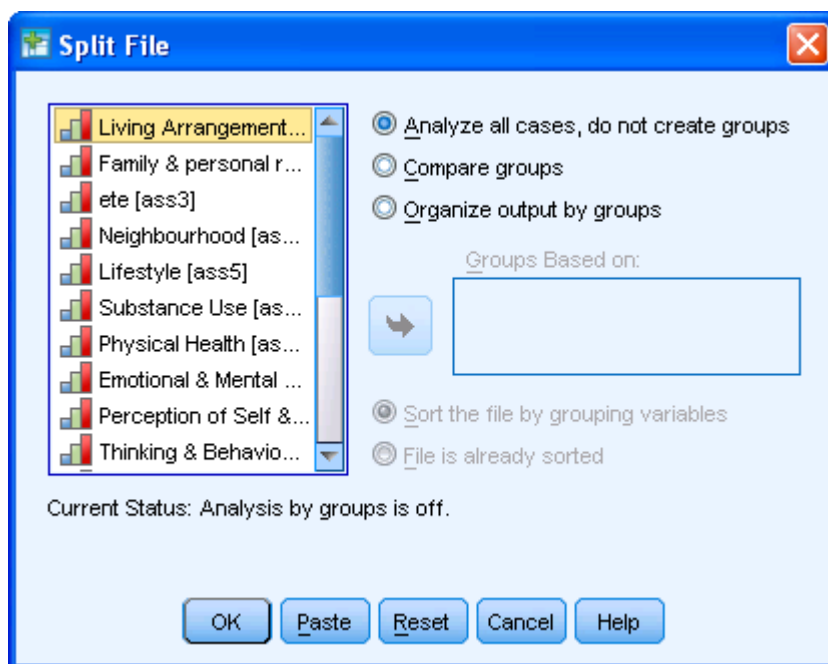 Split File
Living Arrangement...
Family & personal r...
ete [ass3]
Neighbourhood [as...
Lifestyle [ass5]
Substance Use [as...
Physical Health [as...
Emotional & Mental ...
Perception of Self &...
Thinking & Behavio...
Analyze all cases, do not create groups
Compare groups
Organize output by groups
Groups Based on:
Sort the file by grouping variables
File is already sorted
Current Status: Analysis by groups is off.
OK Paste Reset Cancel Help